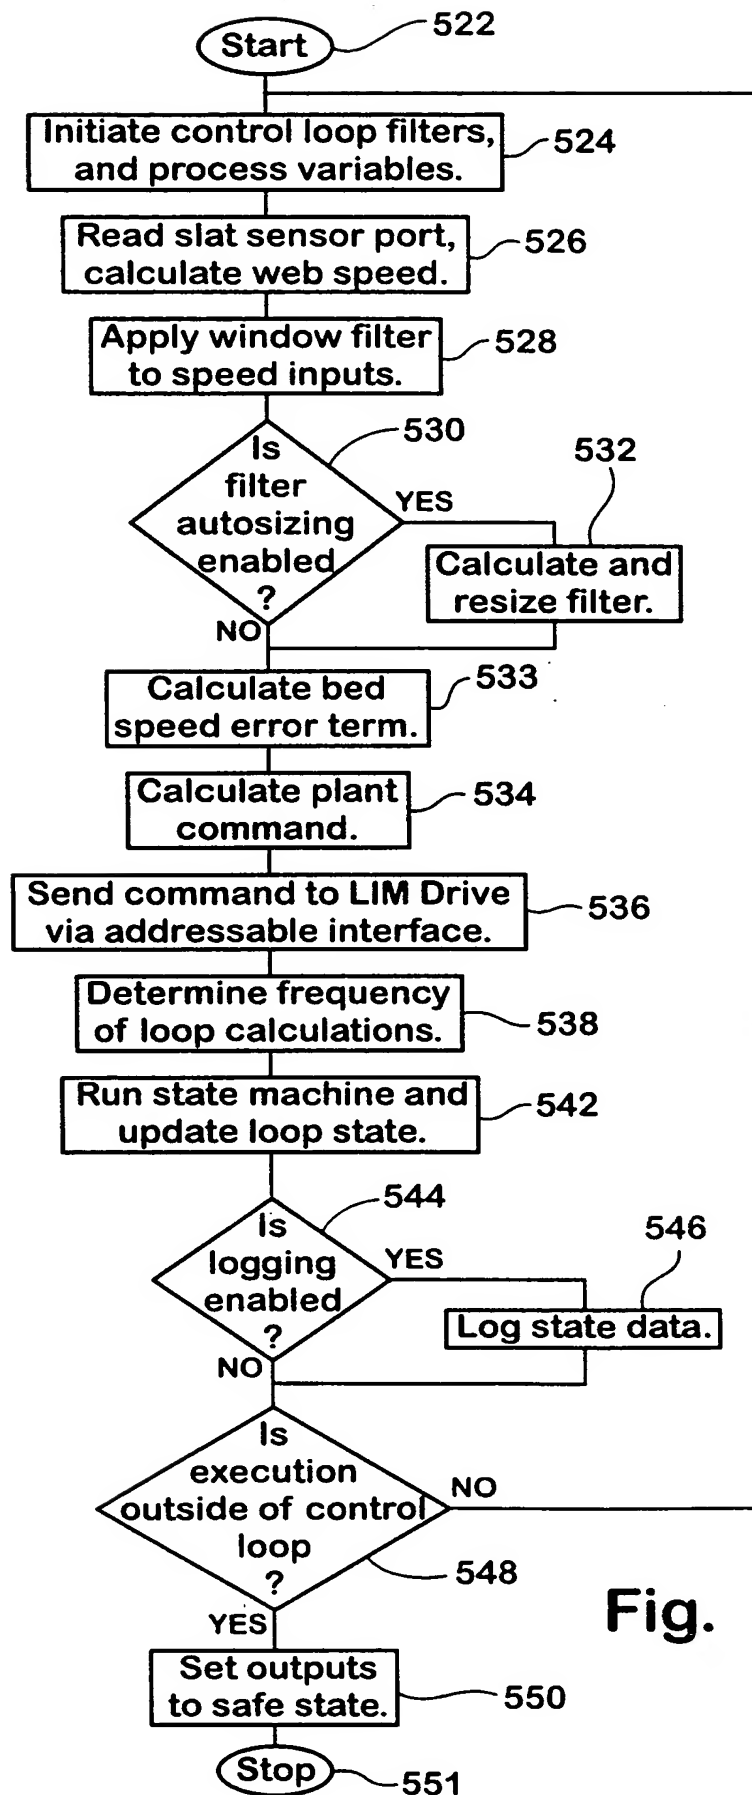 Start
522
Initiate control loop filters,
and process variables.
524
Read slat sensor port,
calculate web speed.
526
Apply window filter
to speed inputs.
528
Is
filter
autosizing
enabled
?
530
YES
532
Calculate and
resize filter.
NO
Calculate bed
speed error term.
533
Calculate plant
command.
534
Send command to LIM Drive
via addressable interface.
536
Determine frequency
of loop calculations.
538
Run state machine and
update loop state.
542
Is
logging
enabled
?
544
YES
546
Log state data.
NO
Is
execution
outside of control
loop
?
NO
548
YES
Fig.
Set outputs
to safe state.
550
Stop
551